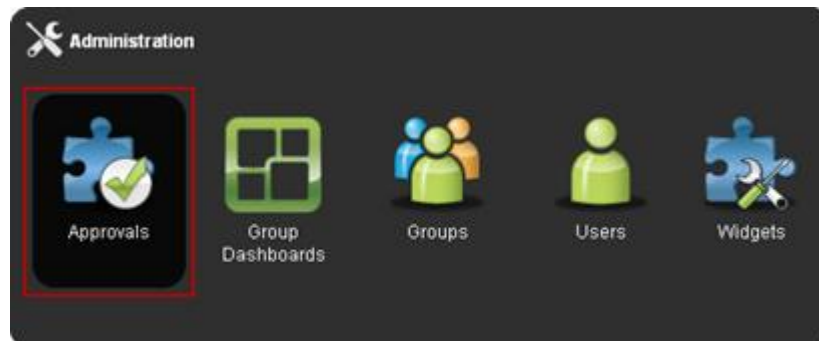 Administration
Approvals
Group
Dashboards
Groups
Users
Widgets